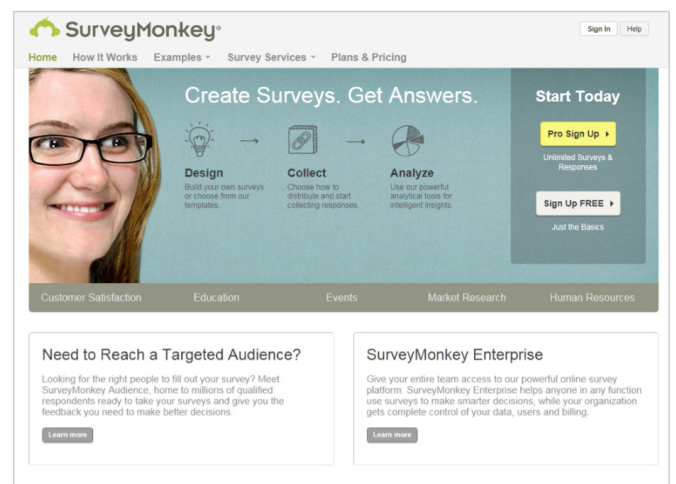 SurveyMonkey®
Sign In
Help
Home
How It Works
Examples
Survey Services
Plans & Pricing
Create Surveys. Get Answers.
Design
Build your own surveys
or choose from our
templates.
Collect
Choose how to
distribute and start
collecting responses.
Analyze
Use our powerful
analytical tools for
intelligent insights.
Start Today
Pro Sign Up
Unlimited Surveys &
Responses
Sign Up FREE
Just the Basics
Customer Satisfaction
Education
Events
Market Research
Human Resources
Need to Reach a Targeted Audience?
Looking for the right people to fill out your survey? Meet
SurveyMonkey Audience, home to millions of qualified
respondents ready to take your surveys and give you the
feedback you need to make better decisions.
Learn more
SurveyMonkey Enterprise
Give your entire team access to our powerful online survey
platform. SurveyMonkey Enterprise helps anyone in any function
use surveys to make smarter decisions, while your organization
gets complete control of your data, users and billing.
Learn more